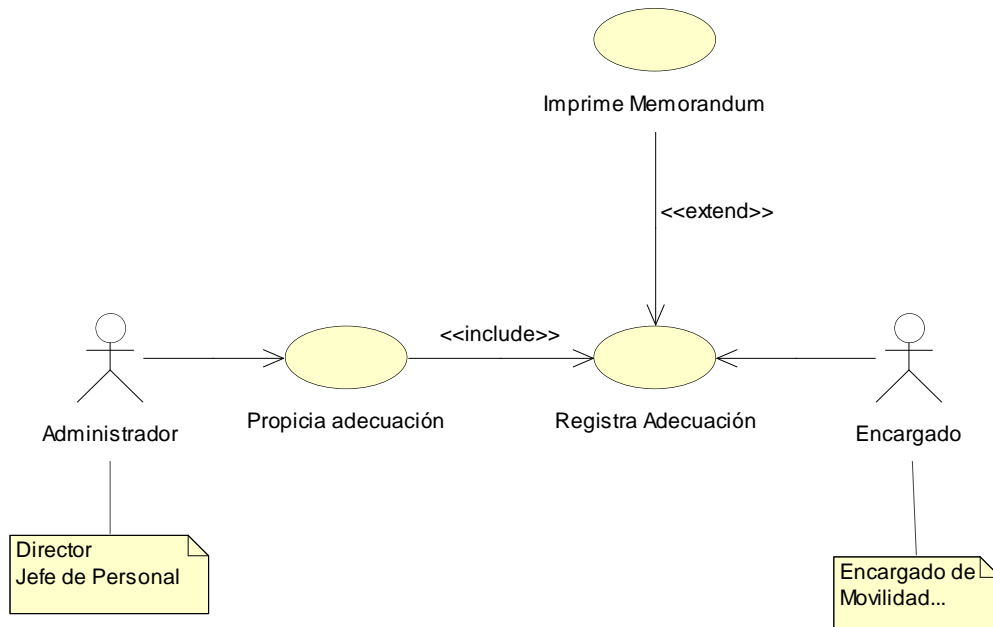 Imprime Memorandum
<<extend>>
<<include>>
Administrador
Propicia adecuación
Registra Adecuación
Encargado
Director
Jefe de Personal
Encargado de
Movilidad...